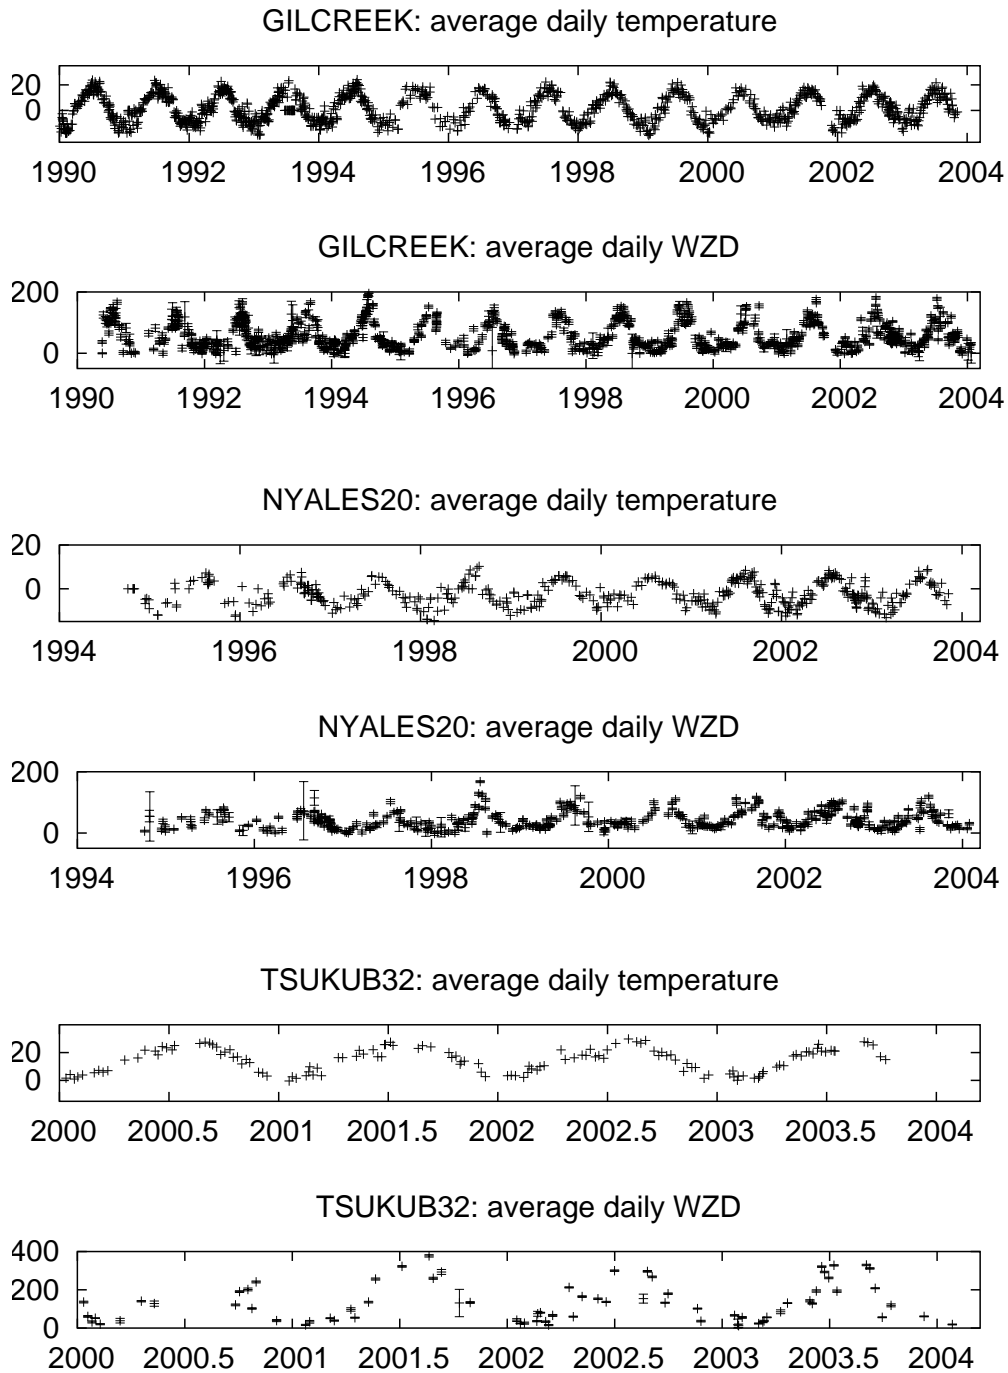 GILCREEK: average daily temperature
20
0
1990 1992 1994 1996 1998 2000 2002 2004
GILCREEK: average daily WZD
200
0
1990 1992 1994 1996 1998 2000 2002 2004
NYALES20: average daily temperature
20
0
1994 1996 1998 2000 2002 2004
NYALES20: average daily WZD
200
0
1994 1996 1998 2000 2002 2004
TSUKUB32: average daily temperature
20
0
2000 2000.5 2001 2001.5 2002 2002.5 2003 2003.5 2004
TSUKUB32: average daily WZD
400
200
0
2000 2000.5 2001 2001.5 2002 2002.5 2003 2003.5 2004